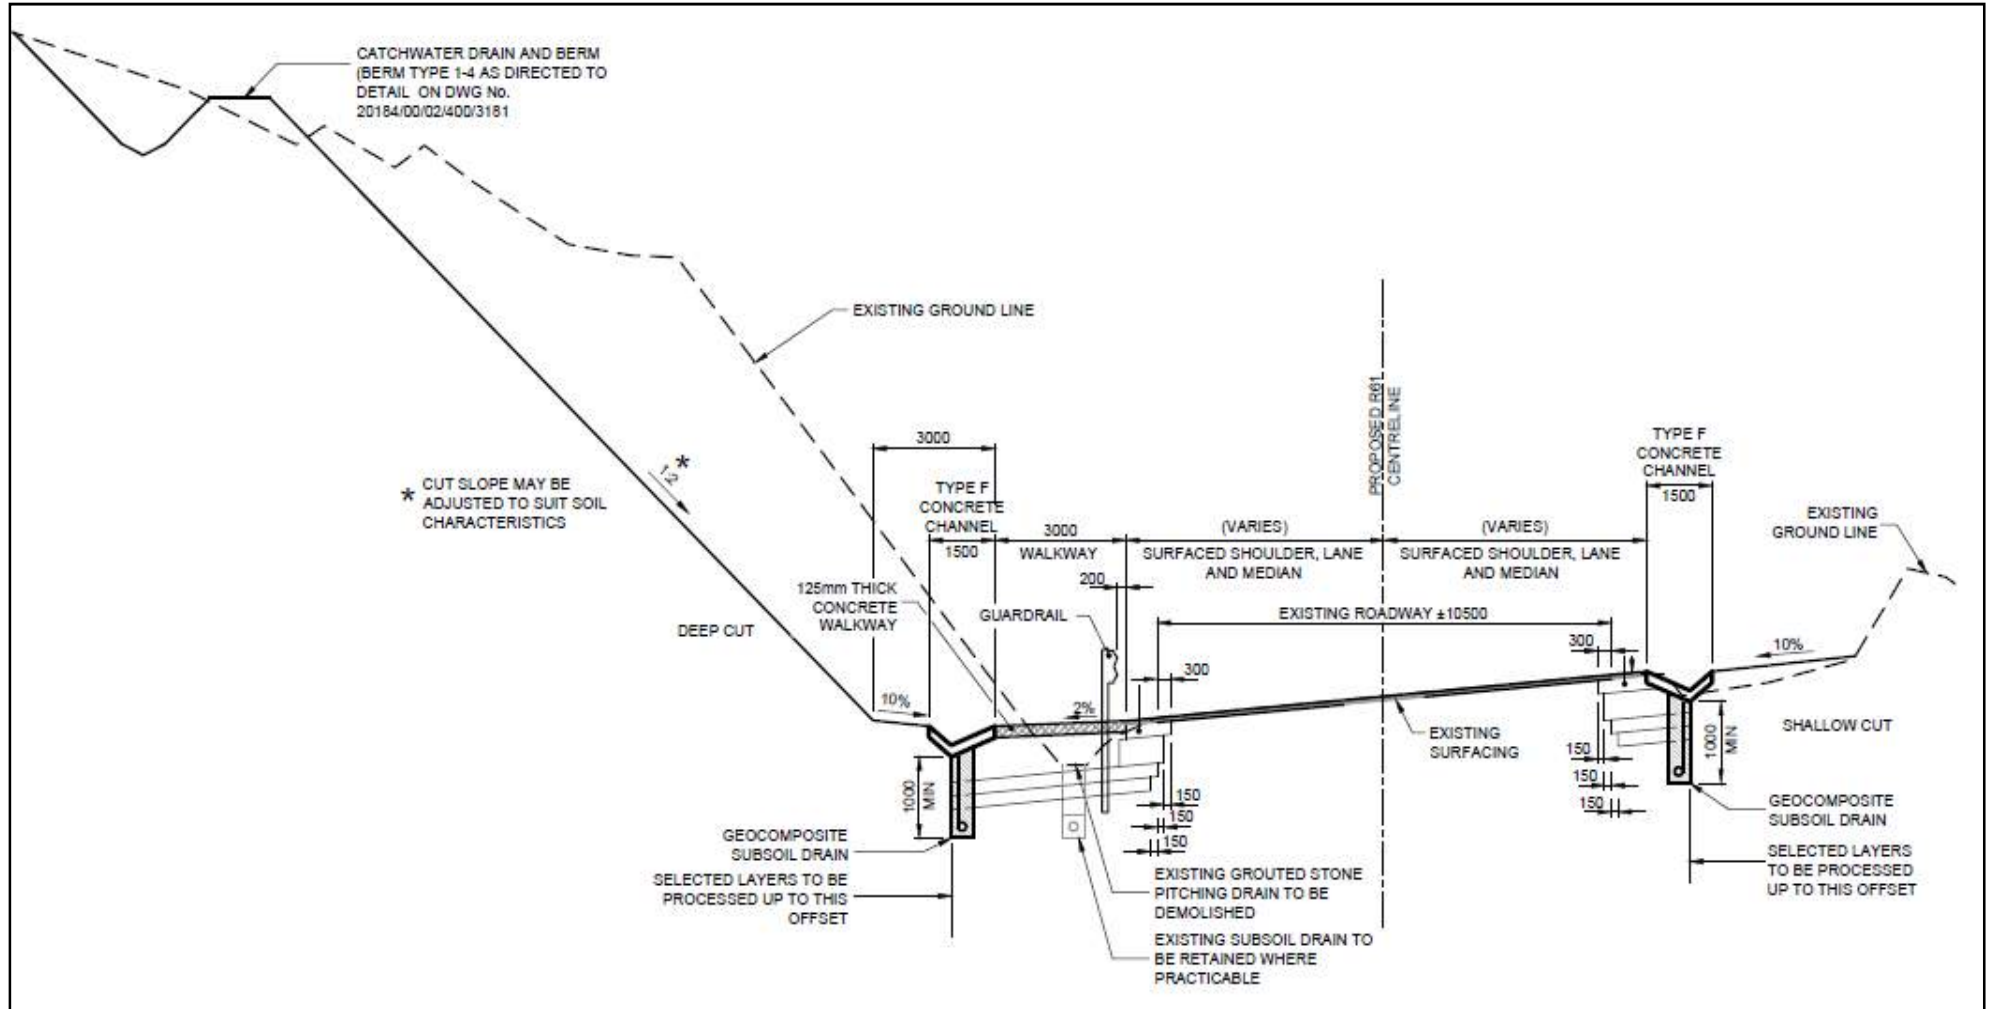 CATCHWATER DRAIN AND BERM
(BERM TYPE 1-4 AS DIRECTED TO
DETAIL ON DWG No.
20184/00/02/400/3181
EXISTING GROUND LINE
* CUT SLOPE MAY BE
ADJUSTED TO SUIT SOIL
CHARACTERISTICS
1:2
*
DEEP CUT
3000
TYPE F
CONCRETE
CHANNEL
1500
3000
WALKWAY
125mm THICK
CONCRETE
WALKWAY
200
GUARDRAIL
(VARIES)
SURFACED SHOULDER, LANE
AND MEDIAN
PROPOSED R61
CENTRELINE
(VARIES)
SURFACED SHOULDER, LANE
AND MEDIAN
TYPE F
CONCRETE
CHANNEL
1500
EXISTING
GROUND LINE
EXISTING ROADWAY ±10500
300
300
10%
10%
2%
EXISTING
SURFACING
SHALLOW CUT
1000
MIN
1000
MIN
150
150
150
150
150
150
GEOCOMPOSITE
SUBSOIL DRAIN
SELECTED LAYERS TO BE
PROCESSED UP TO THIS
OFFSET
EXISTING GROUTED STONE
PITCHING DRAIN TO BE
DEMOLISHED
EXISTING SUBSOIL DRAIN TO
BE RETAINED WHERE
PRACTICABLE
GEOCOMPOSITE
SUBSOIL DRAIN
SELECTED LAYERS
TO BE PROCESSED
UP TO THIS OFFSET